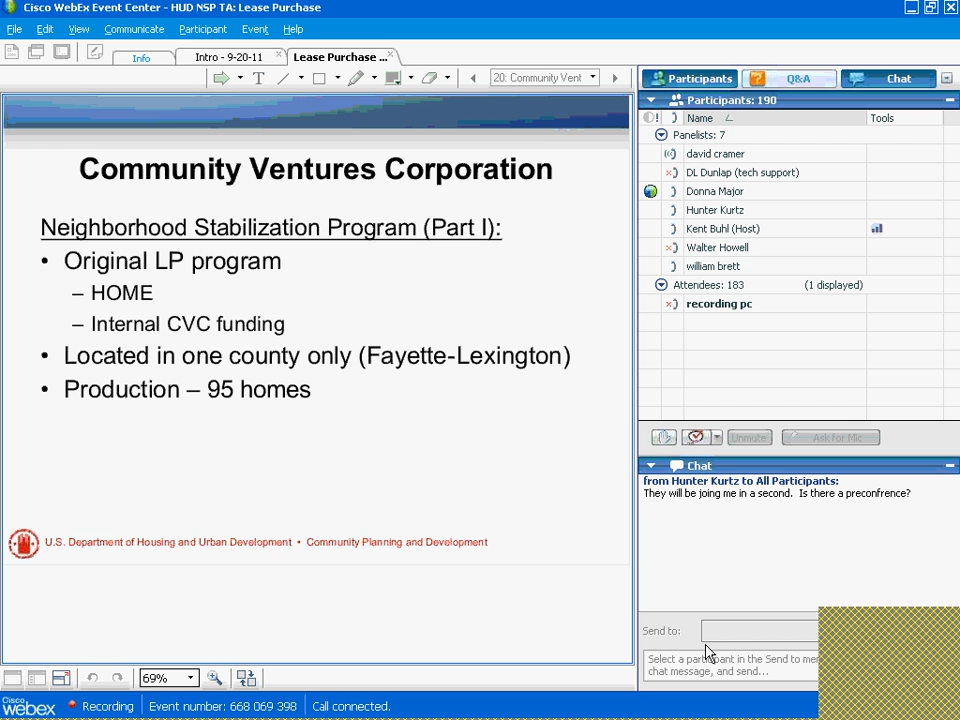 Cisco WebEx Event Center - HUD NSP TA: Lease Purchase
File Edit View Communicate Participant Event Help
Info Intro - 9-20-11 Lease Purchase ...
T 20: Community Vent
Participants Q&A Chat
Participants: 190
Name Tools
Panelists: 7
david cramer
DL Dunlap (tech support)
Donna Major
Hunter Kurtz
Kent Buhl (Host)
Walter Howell
william brett
Attendees: 183 (1 displayed)
recording pc
Unmute Ask for Mic
Community Ventures Corporation
Neighborhood Stabilization Program (Part I):
• Original LP program
– HOME
– Internal CVC funding
• Located in one county only (Fayette-Lexington)
• Production – 95 homes
U.S. Department of Housing and Urban Development • Community Planning and Development
Chat
from Hunter Kurtz to All Participants:
They will be joing me in a second. Is there a preconfrence?
Send to:
Select a participant in the Send to
chat message, and send...
69%
Cisco webex Recording Event number: 668 069 398 Call connected.